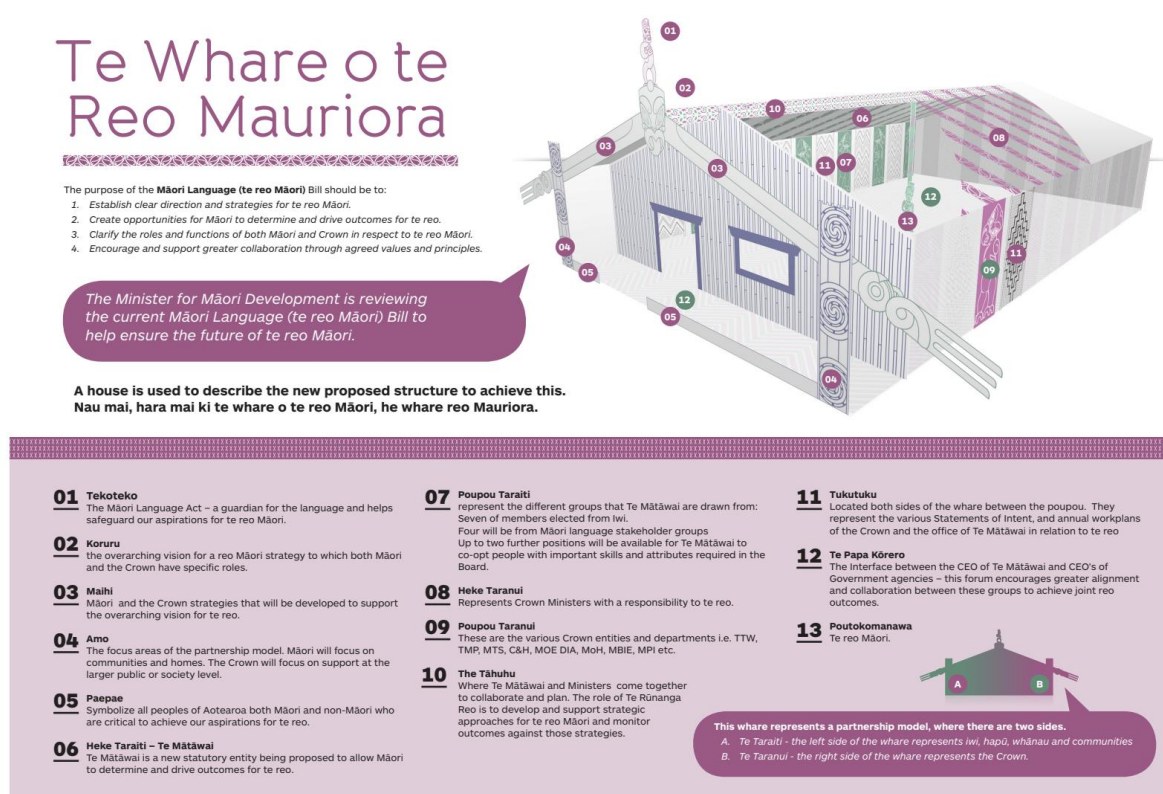 Te Whare o te
Reo Mauriora
The purpose of the Māori Language (te reo Māori) Bill should be to:
1. Establish clear direction and strategies for te reo Māori.
2. Create opportunities for Māori to determine and drive outcomes for te reo.
3. Clarify the roles and functions of both Māori and Crown in respect to te reo Māori.
4. Encourage and support greater collaboration through agreed values and principles.
The Minister for Māori Development is reviewing
the current Māori Language (te reo Māori) Bill to
help ensure the future of te reo Māori.
A house is used to describe the new proposed structure to achieve this.
Nau mai, hara mai ki te whare o te reo Māori, he whare reo Mauriora.
01
02
10
06
08
03
03
11
07
12
13
04
05
09
11
12
05
04
01 Tekoteko
The Māori Language Act – a guardian for the language and helps
safeguard our aspirations for te reo Māori.
02 Koruru
the overarching vision for a reo Māori strategy to which both Māori
and the Crown have specific roles.
03 Maihi
Māori and the Crown strategies that will be developed to support
the overarching vision for te reo.
04 Amo
The focus areas of the partnership model. Māori will focus on
communities and homes. The Crown will focus on support at the
larger public or society level.
05 Paepae
Symbolize all peoples of Aotearoa both Māori and non-Māori who
are critical to achieve our aspirations for te reo.
06 Heke Taraiti – Te Mātāwai
Te Mātāwai is a new statutory entity being proposed to allow Māori
to determine and drive outcomes for te reo.
07 Poupou Taraiti
represent the different groups that Te Mātāwai are drawn from:
Seven of members elected from Iwi.
Four will be from Māori language stakeholder groups
Up to two further positions will be available for Te Mātāwai to
co-opt people with important skills and attributes required in the
Board.
08 Heke Taranui
Represents Crown Ministers with a responsibility to te reo.
09 Poupou Taranui
These are the various Crown entities and departments i.e. TTW,
TMP, MTS, C&H, MOE DIA, MoH, MBIE, MPI etc.
10 The Tāhuhu
Where Te Mātāwai and Ministers come together
to collaborate and plan. The role of Te Rūnanga
Reo is to develop and support strategic
approaches for te reo Māori and monitor
outcomes against those strategies.
11 Tukutuku
Located both sides of the whare between the poupou. They
represent the various Statements of Intent, and annual workplans
of the Crown and the office of Te Mātāwai in relation to te reo
12 Te Papa Kōrero
The Interface between the CEO of Te Mātāwai and CEO's of
Government agencies – this forum encourages greater alignment
and collaboration between these groups to achieve joint reo
outcomes.
13 Poutokomanawa
Te reo Māori.
A
B
This whare represents a partnership model, where there are two sides.
A. Te Taraiti - the left side of the whare represents iwi, hapū, whānau and communities
B. Te Taranui - the right side of the whare represents the Crown.